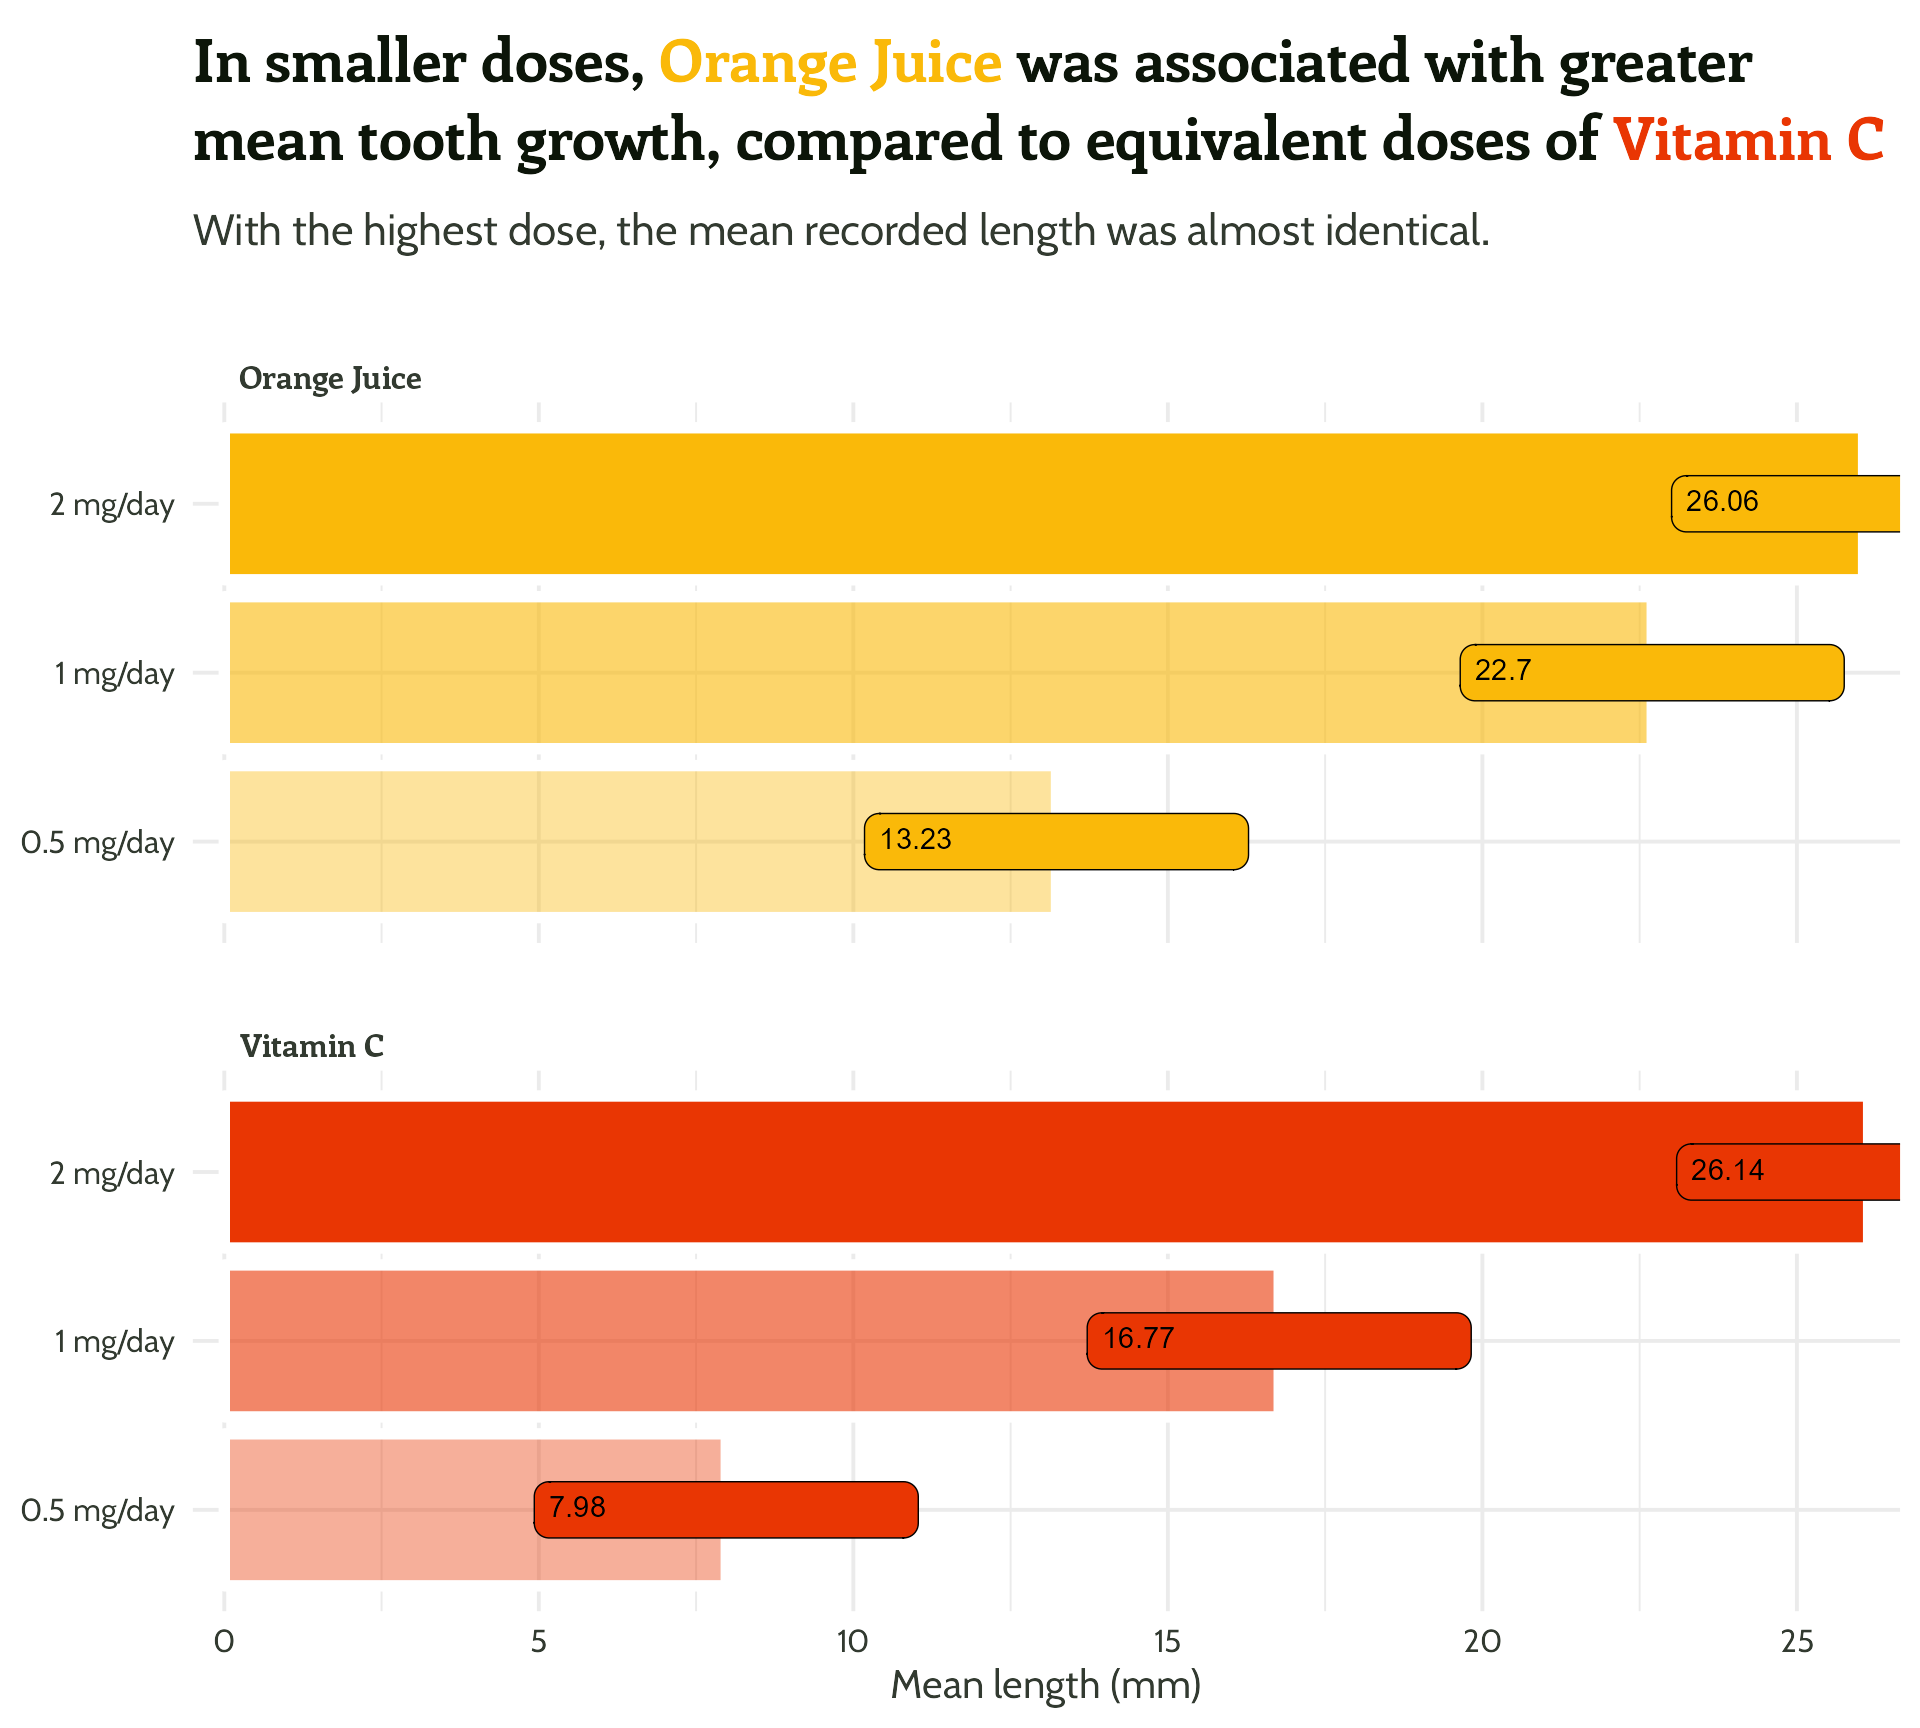 In smaller doses, Orange Juice was associated with greater
mean tooth growth, compared to equivalent doses of Vitamin C
With the highest dose, the mean recorded length was almost identical.
Orange Juice
2 mg/day
26.06
1 mg/day
22.7
0.5 mg/day
13.23
Vitamin C
2 mg/day
26.14
1 mg/day
16.77
0.5 mg/day
7.98
0 5 10 15 20 25
Mean length (mm)